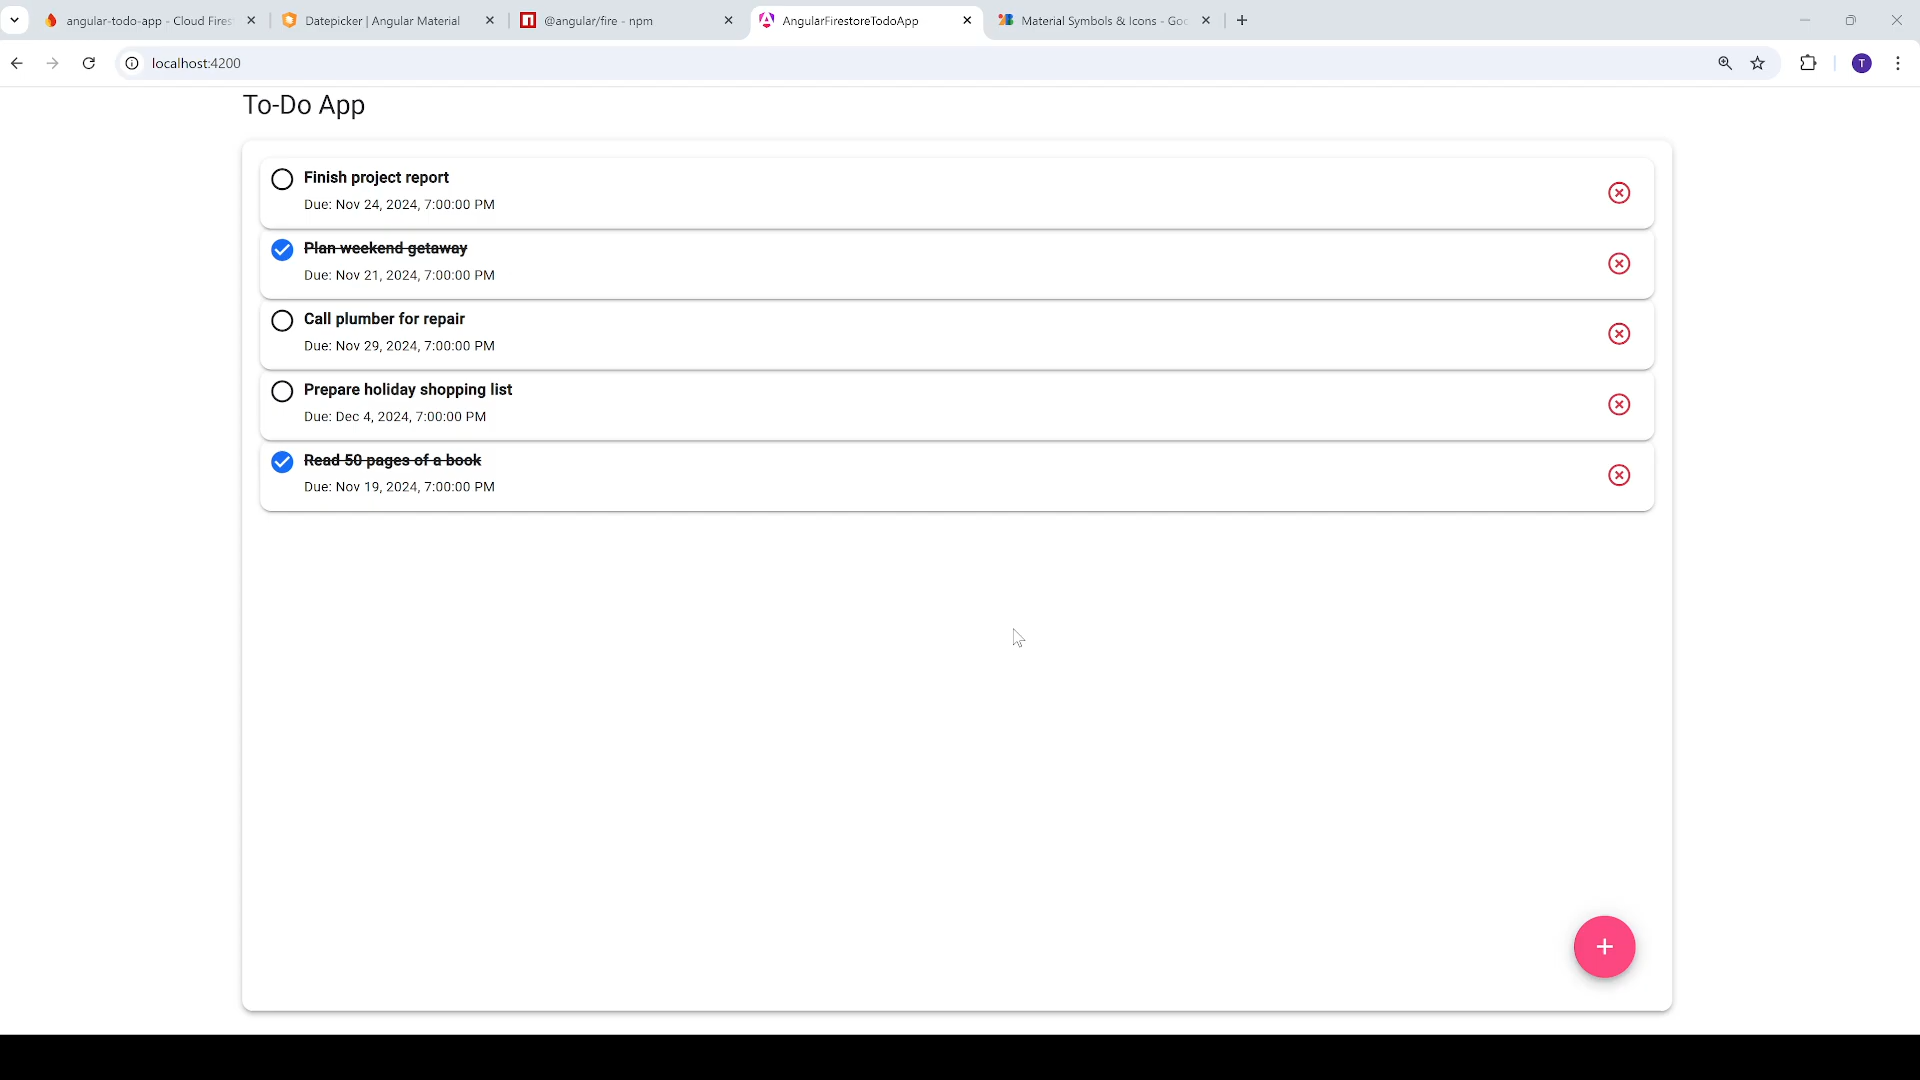 angular-todo-app - Cloud Fires
Datepicker | Angular Material
@angular/fire - npm
AngularFirestoreTodoApp
Material Symbols & Icons - Goo
localhost:4200
T
To-Do App
Finish project report
Due: Nov 24, 2024, 7:00:00 PM
Plan weekend getaway
Due: Nov 21, 2024, 7:00:00 PM
Call plumber for repair
Due: Nov 29, 2024, 7:00:00 PM
Prepare holiday shopping list
Due: Dec 4, 2024, 7:00:00 PM
Read 50 pages of a book
Due: Nov 19, 2024, 7:00:00 PM